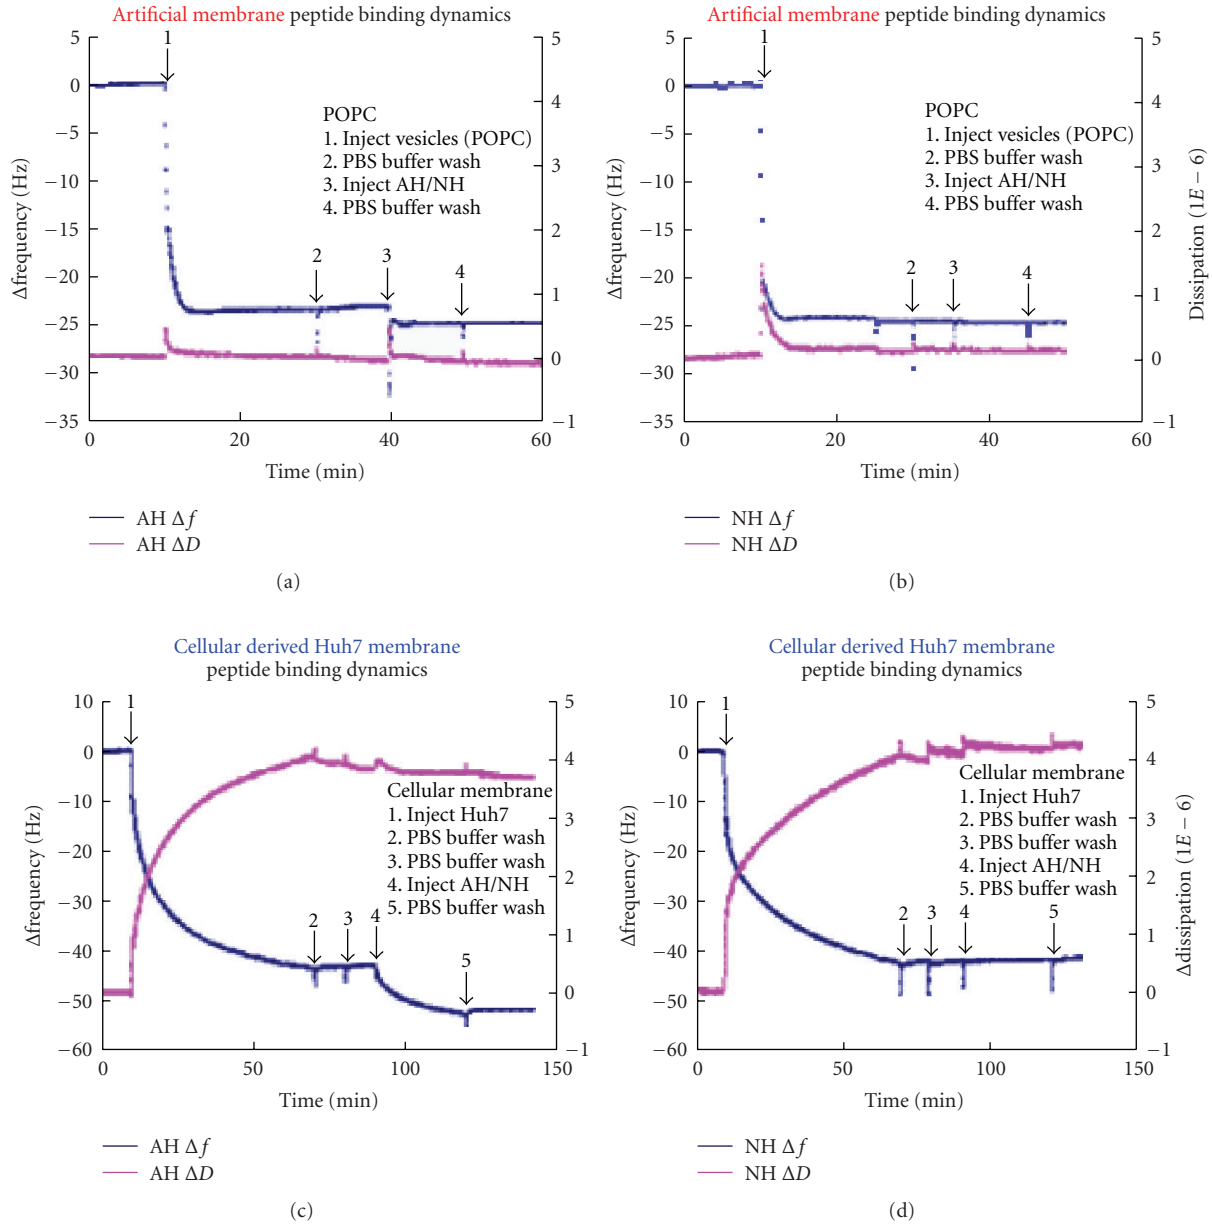 Artificial membrane peptide binding dynamics
5
0
−5
−10
−15
−20
−25
−30
−35
Δfrequency (Hz)
5
4
3
2
1
0
−1
1
POPC
1. Inject vesicles (POPC)
2. PBS buffer wash
3. Inject AH/NH
4. PBS buffer wash
2
3
4
0
20
40
60
Time (min)
AH Δf
AH ΔD
(a)
Artificial membrane peptide binding dynamics
5
0
−5
−10
−15
−20
−25
−30
−35
Δfrequency (Hz)
5
4
3
2
1
0
−1
Dissipation (1E − 6)
1
POPC
1. Inject vesicles (POPC)
2. PBS buffer wash
3. Inject AH/NH
4. PBS buffer wash
2
3
4
0
20
40
60
Time (min)
NH Δf
NH ΔD
(b)
Cellular derived Huh7 membrane
peptide binding dynamics
10
0
−10
−20
−30
−40
−50
−60
Δfrequency (Hz)
5
4
3
2
1
0
−1
1
Cellular membrane
1. Inject Huh7
2. PBS buffer wash
3. PBS buffer wash
4. Inject AH/NH
5. PBS buffer wash
2
3
4
5
0
50
100
150
Time (min)
AH Δf
AH ΔD
(c)
Cellular derived Huh7 membrane
peptide binding dynamics
10
0
−10
−20
−30
−40
−50
−60
Δfrequency (Hz)
5
4
3
2
1
0
−1
Δdissipation (1E − 6)
1
Cellular membrane
1. Inject Huh7
2. PBS buffer wash
3. PBS buffer wash
4. Inject AH/NH
5. PBS buffer wash
2
3
4
5
0
50
100
150
Time (min)
NH Δf
NH ΔD
(d)